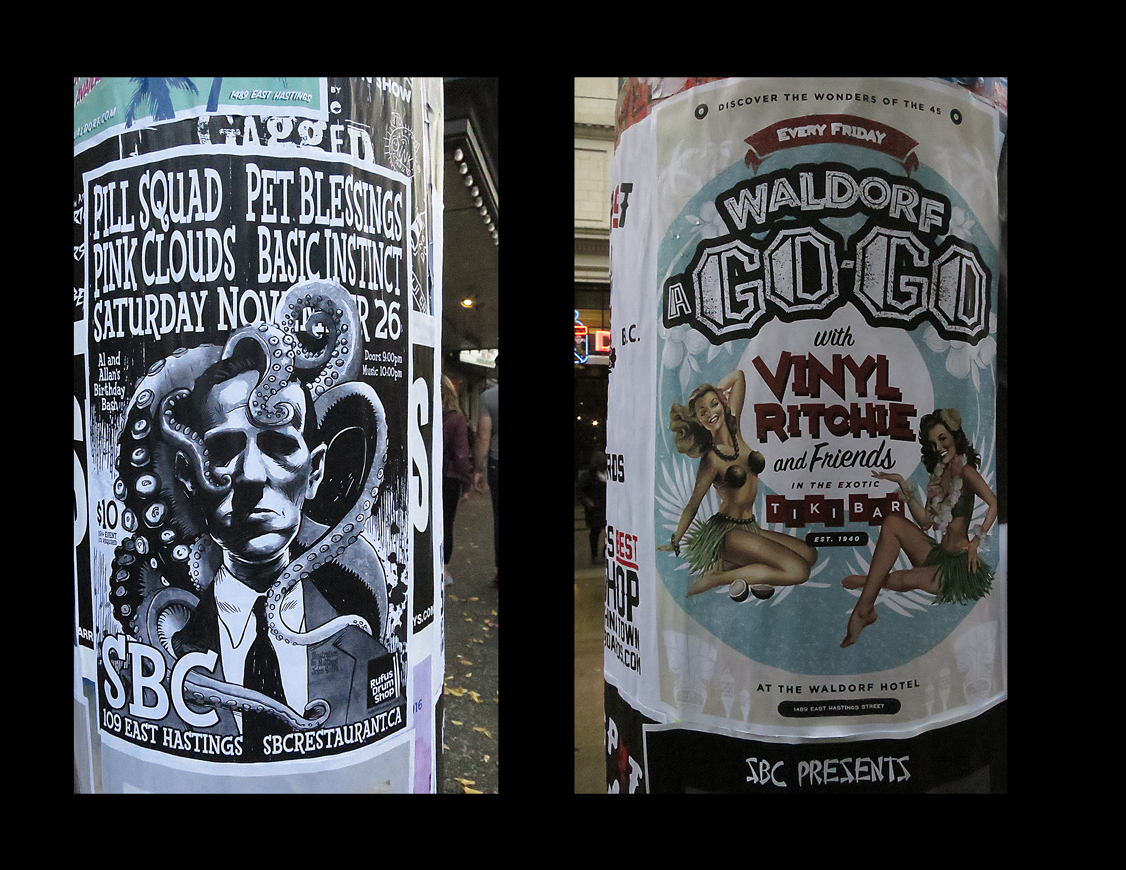 1489 EAST HASTINGS
SHOW
BY
PILL SQUAD PET BLESSINGS
PINK CLOUDS BASIC INSTINCT
SATURDAY 26
Al and
Allan's
Birthday
Bash
Doors 9:00pm
Music 10:00pm
$10
SBC
Rufus
Drum
Shop
109 EAST HASTINGS SBCRESTAURANT.CA
DISCOVER THE WONDERS OF THE 45
EVERY FRIDAY
WALDORF
A GO-GO
with
VINYL
RITCHIE
and Friends
IN THE EXOTIC
TIKI BAR
EST. 1940
AT THE WALDORF HOTEL
1489 EAST HASTINGS STREET
SBC PRESENTS
B.C.
BEST